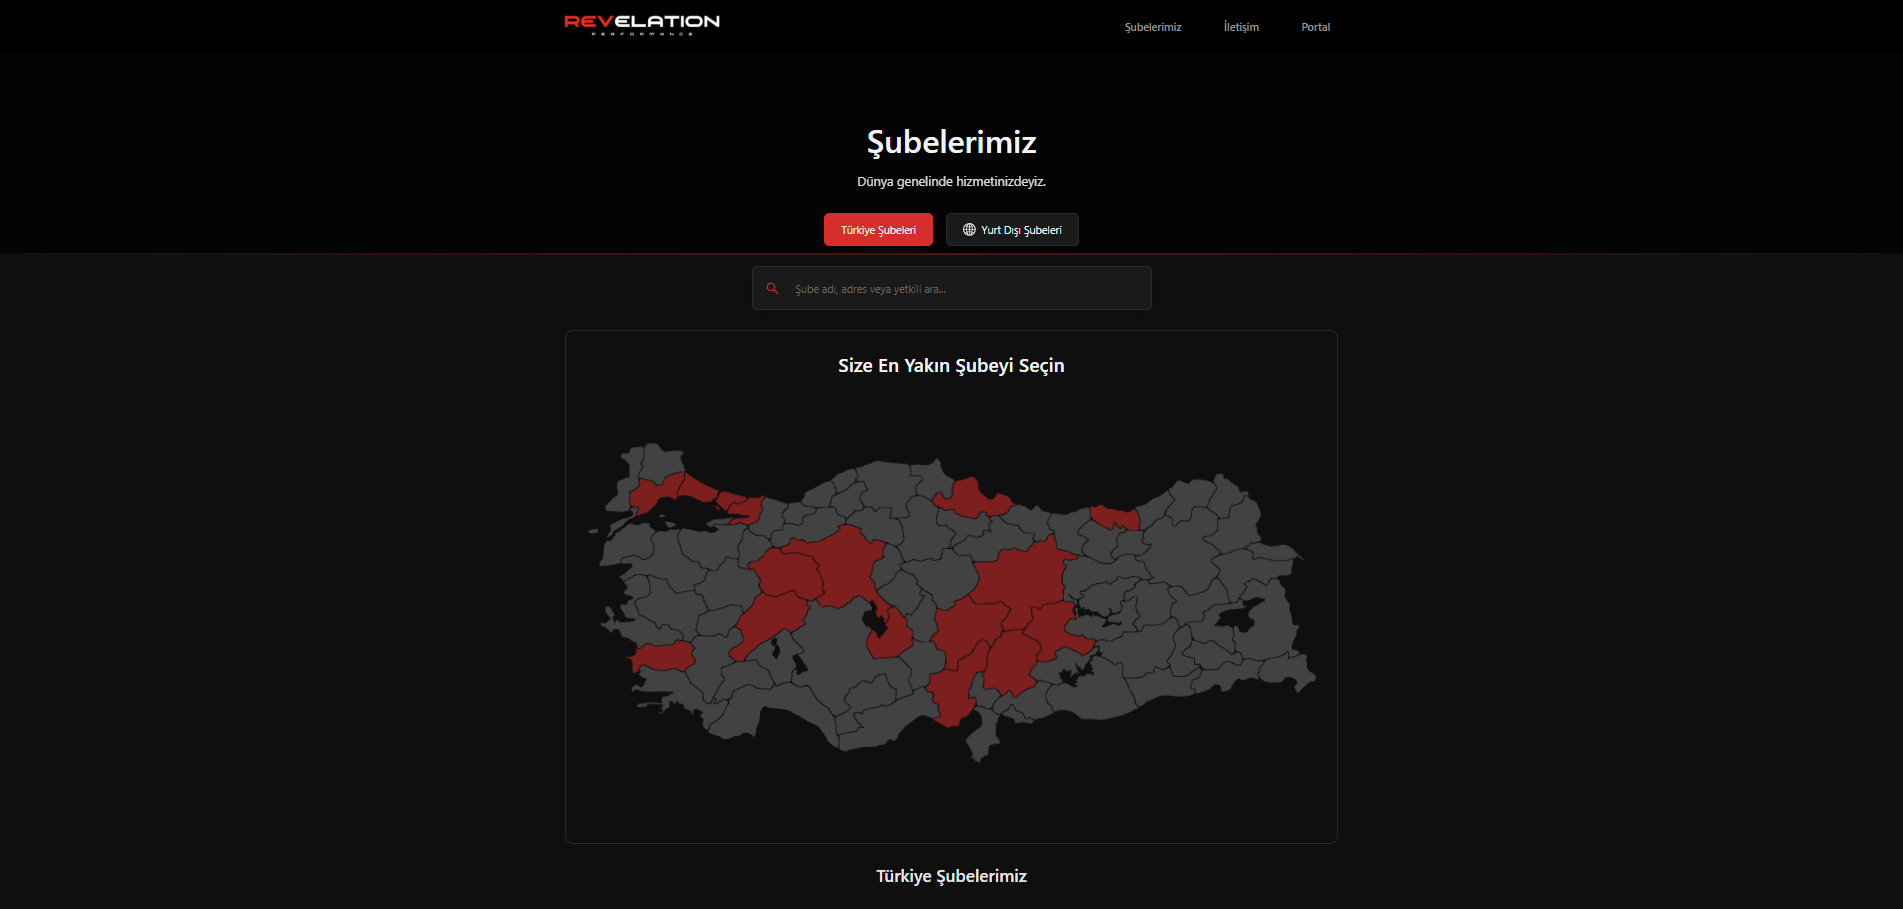 REVELATION
PERFORMANCE
Şubelerimiz
İletişim
Portal
Şubelerimiz
Dünya genelinde hizmetinizdeyiz.
Türkiye Şubeleri
Yurt Dışı Şubeleri
Şube adı, adres veya yetkili ara...
Size En Yakın Şubeyi Seçin
Türkiye Şubelerimiz